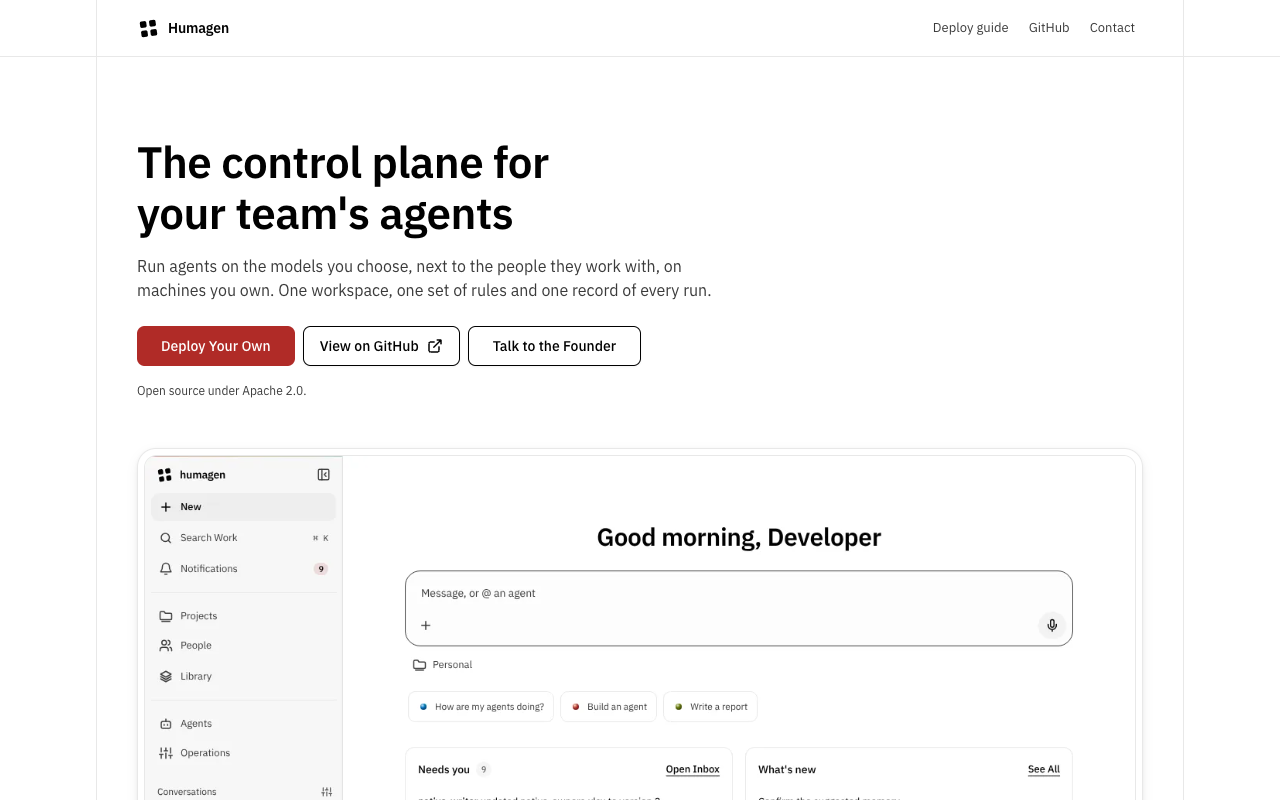 Humagen
Deploy guide
GitHub
Contact
The control plane for
your team's agents
Run agents on the models you choose, next to the people they work with, on
machines you own. One workspace, one set of rules and one record of every run.
Deploy Your Own
View on GitHub
Talk to the Founder
Open source under Apache 2.0.
humagen
New
Search Work
⌘ K
Notifications
9
Projects
People
Library
Agents
Operations
Conversations
Good morning, Developer
Message, or @ an agent
Personal
How are my agents doing?
Build an agent
Write a report
Needs you
9
Open Inbox
What's new
See All